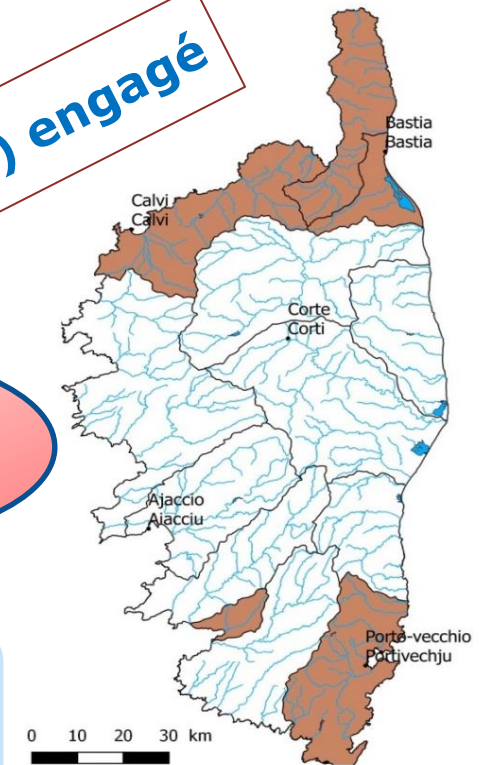 ) engagé
Bastia
Bastia
Calvi
Calvi
Corte
Corti
Ajaccio
Aiacciu
Porto-vecchio
Portivechju
0 10 20 30 km